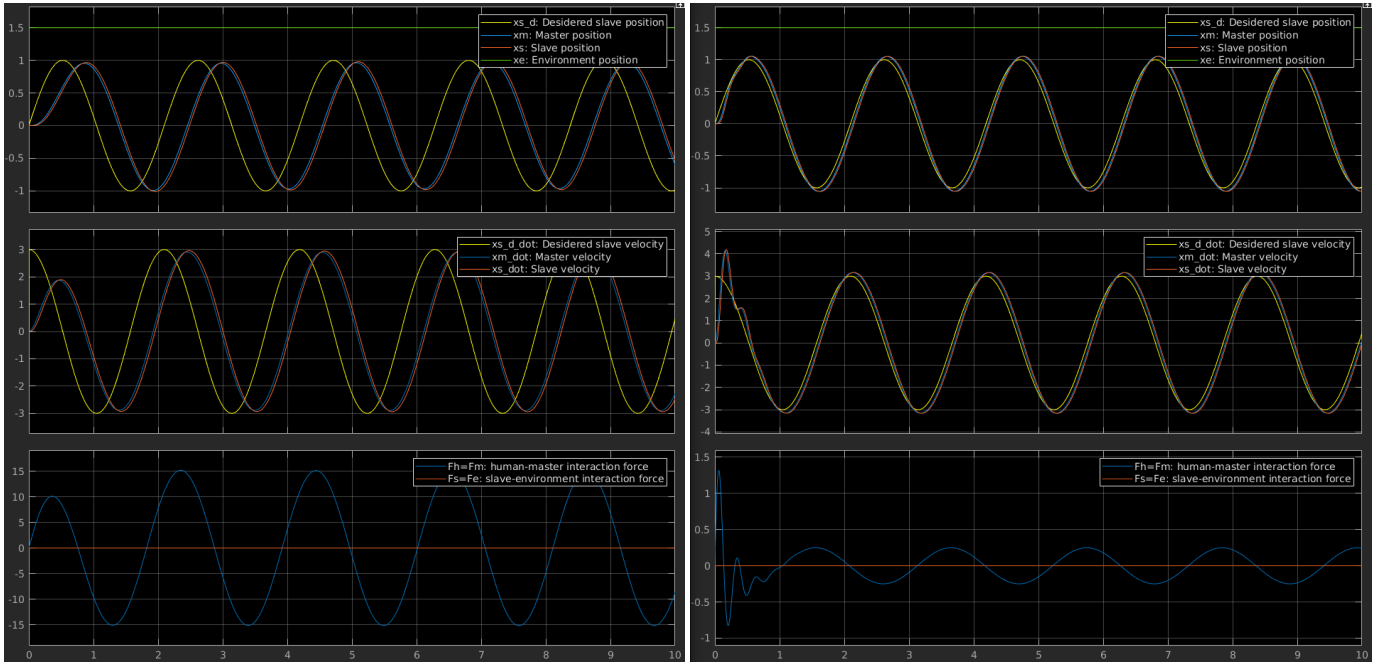 xs_d: Desidered slave position
xm: Master position
xs: Slave position
xe: Environment position
1.5
1
0.5
0
-0.5
-1
xs_d_dot: Desidered slave velocity
xm_dot: Master velocity
xs_dot: Slave velocity
3
2
1
0
-1
-2
-3
Fh=Fm: human-master interaction force
Fs=Fe: slave-environment interaction force
15
10
5
0
-5
-10
-15
0 1 2 3 4 5 6 7 8 9 10
xs_d: Desidered slave position
xm: Master position
xs: Slave position
xe: Environment position
1.5
1
0.5
0
-0.5
-1
xs_d_dot: Desidered slave velocity
xm_dot: Master velocity
xs_dot: Slave velocity
5
4
3
2
1
0
-1
-2
-3
-4
Fh=Fm: human-master interaction force
Fs=Fe: slave-environment interaction force
1.5
1
0.5
0
-0.5
-1
0 1 2 3 4 5 6 7 8 9 10